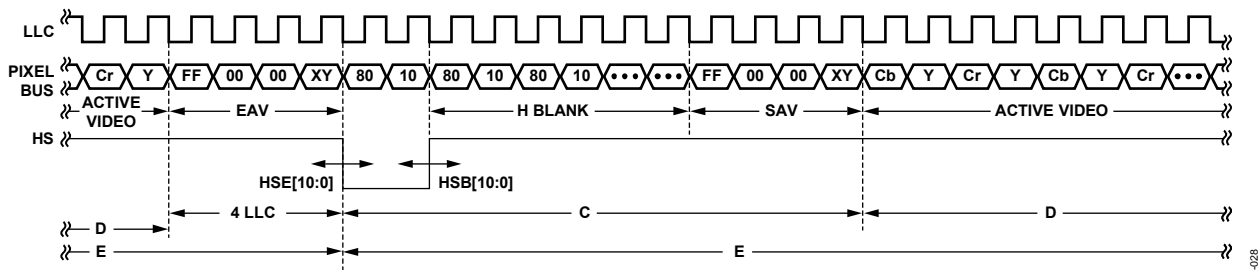 LLC
PIXEL BUS Cr Y FF 00 00 XY 80 10 80 10 80 10 ••• ••• FF 00 00 XY Cb Y Cr Y Cb Y Cr •••
ACTIVE VIDEO EAV H BLANK SAV ACTIVE VIDEO
HS
HSE[10:0] HSB[10:0]
4 LLC C D
D
E E
-028